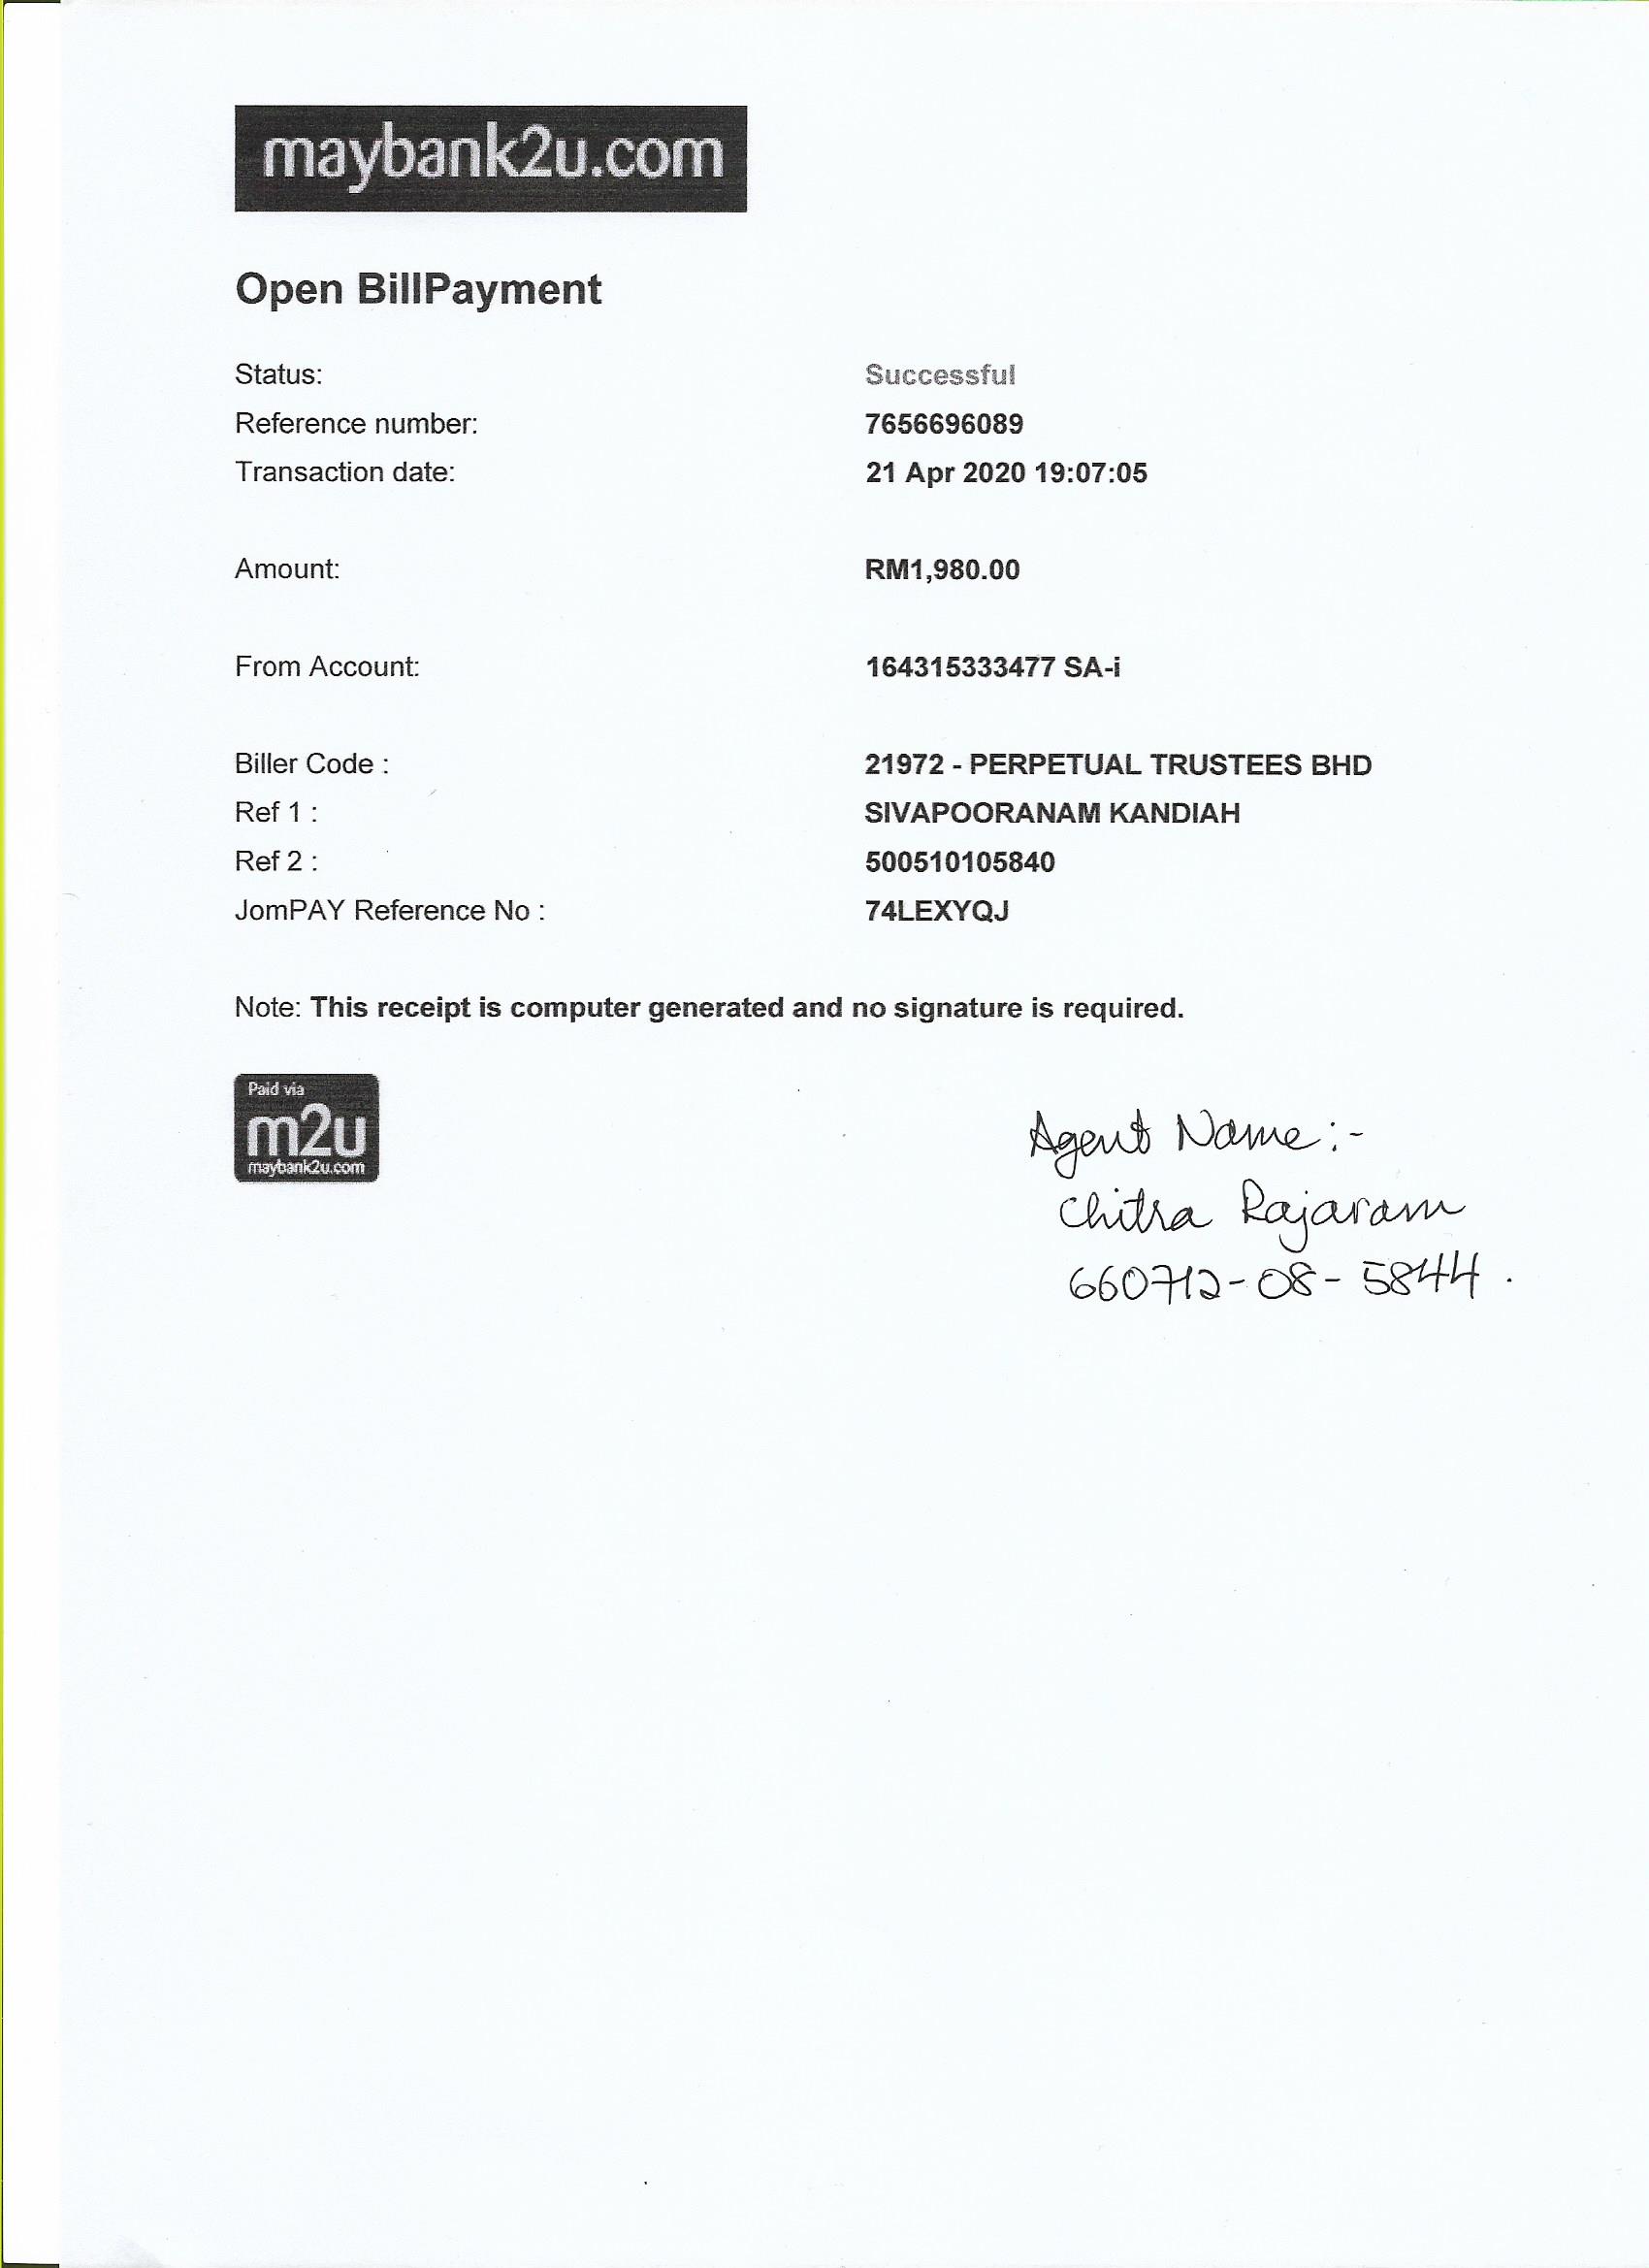 maybank2u.com
Open BillPayment
Status: Successful
Reference number: 7656696089
Transaction date: 21 Apr 2020 19:07:05
Amount: RM1,980.00
From Account: 164315333477 SA-i
Biller Code : 21972 - PERPETUAL TRUSTEES BHD
Ref 1 : SIVAPOORANAM KANDIAH
Ref 2 : 500510105840
JomPAY Reference No : 74LEXYQJ
Note: This receipt is computer generated and no signature is required.
Paid via
m2u
maybank2u.com
Agent Name:-
Chitra Rajaram
660712-08-5844.